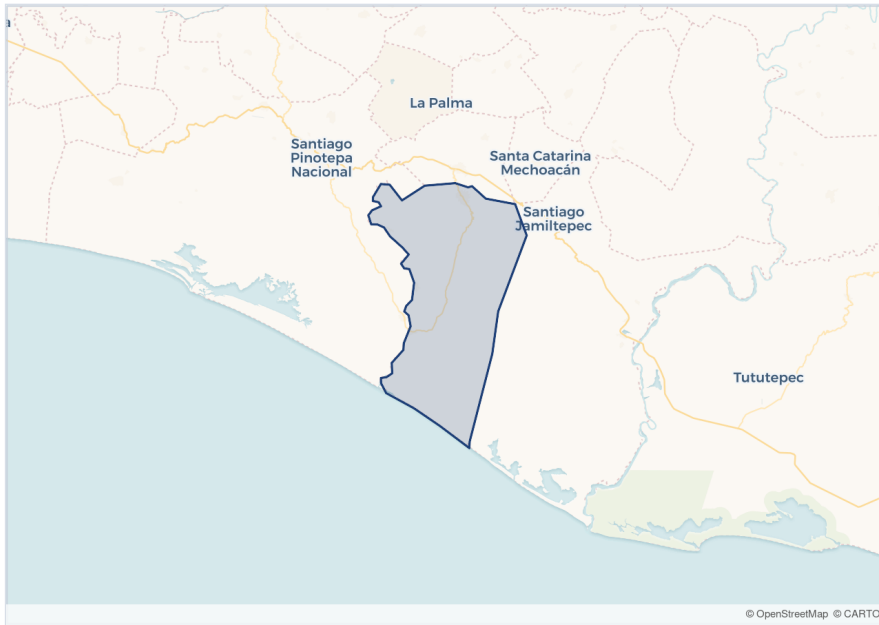 a
La Palma
Santiago
Pinotepa
Nacional
Santa Catarina
Mechoacán
Santiago
Jamiltepec
Tututepec
© OpenStreetMap © CARTO